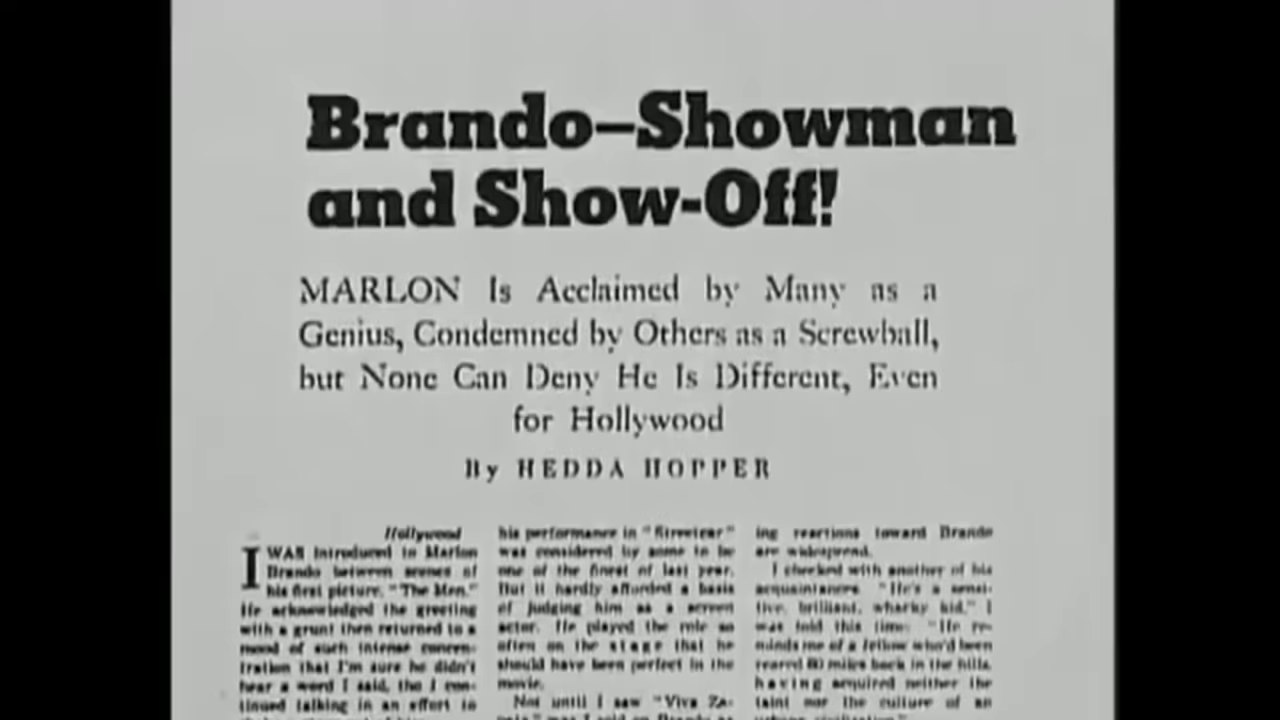 Brando—Showman
and Show-Off!
MARLON Is Acclaimed by Many as a
Genius, Condemned by Others as a Screwball,
but None Can Deny He Is Different, Even
for Hollywood
By HEDDA HOPPER
Hollywood
I WAS introduced to Marlon
Brando between scenes of
his first picture, "The Men."
He acknowledged the greeting
with a grunt then returned to a
mood of such intense concen-
tration that I'm sure he didn't
hear a word I said, tho I con-
tinued talking in an effort to
his performance in "Streetcar"
was considered by some to be
one of the finest of last year.
But it hardly afforded a basis
of judging him as a screen
actor. He played the role so
often on the stage that he
should have been perfect in the
movie.
Not until I saw "Viva Za-
ing reactions toward Brando
are widespread.
I checked with another of his
acquaintances. "He's a sensi-
tive, brilliant, whacky kid," I
was told this time. "He re-
minds me of a fellow who'd been
reared 80 miles back in the hills,
having acquired neither the
taint nor the culture of an